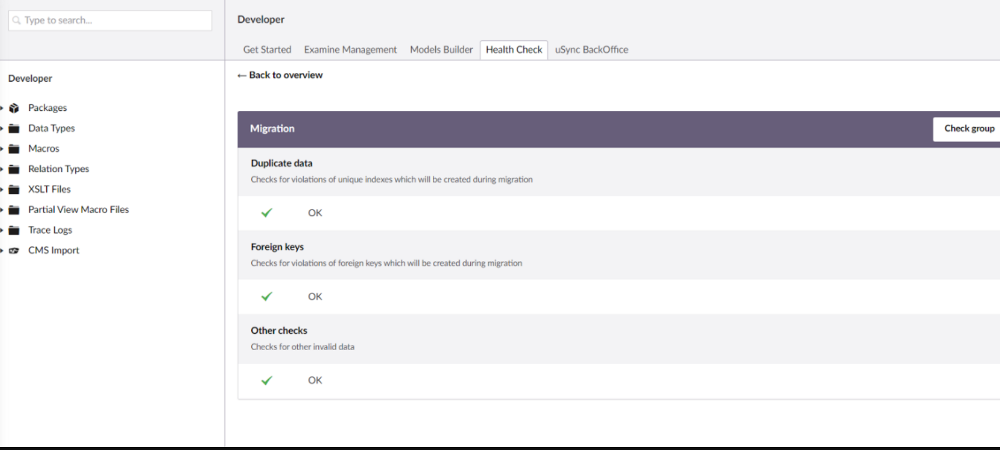 Type to search...
Developer
Get Started Examine Management Models Builder Health Check uSync BackOffice
← Back to overview
Developer
Packages
Data Types
Macros
Relation Types
XSLT Files
Partial View Macro Files
Trace Logs
CMS Import
Migration
Check group
Duplicate data
Checks for violations of unique indexes which will be created during migration
OK
Foreign keys
Checks for violations of foreign keys which will be created during migration
OK
Other checks
Checks for other invalid data
OK